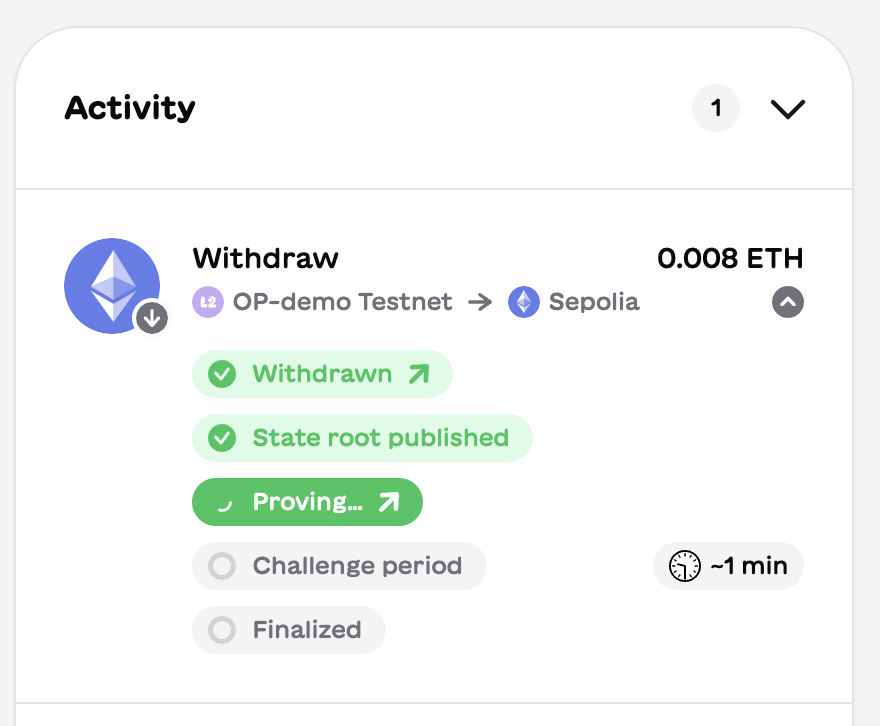 Activity 1
Withdraw 0.008 ETH
L2 OP-demo Testnet → Sepolia
Withdrawn
State root published
Proving...
Challenge period ~1 min
Finalized